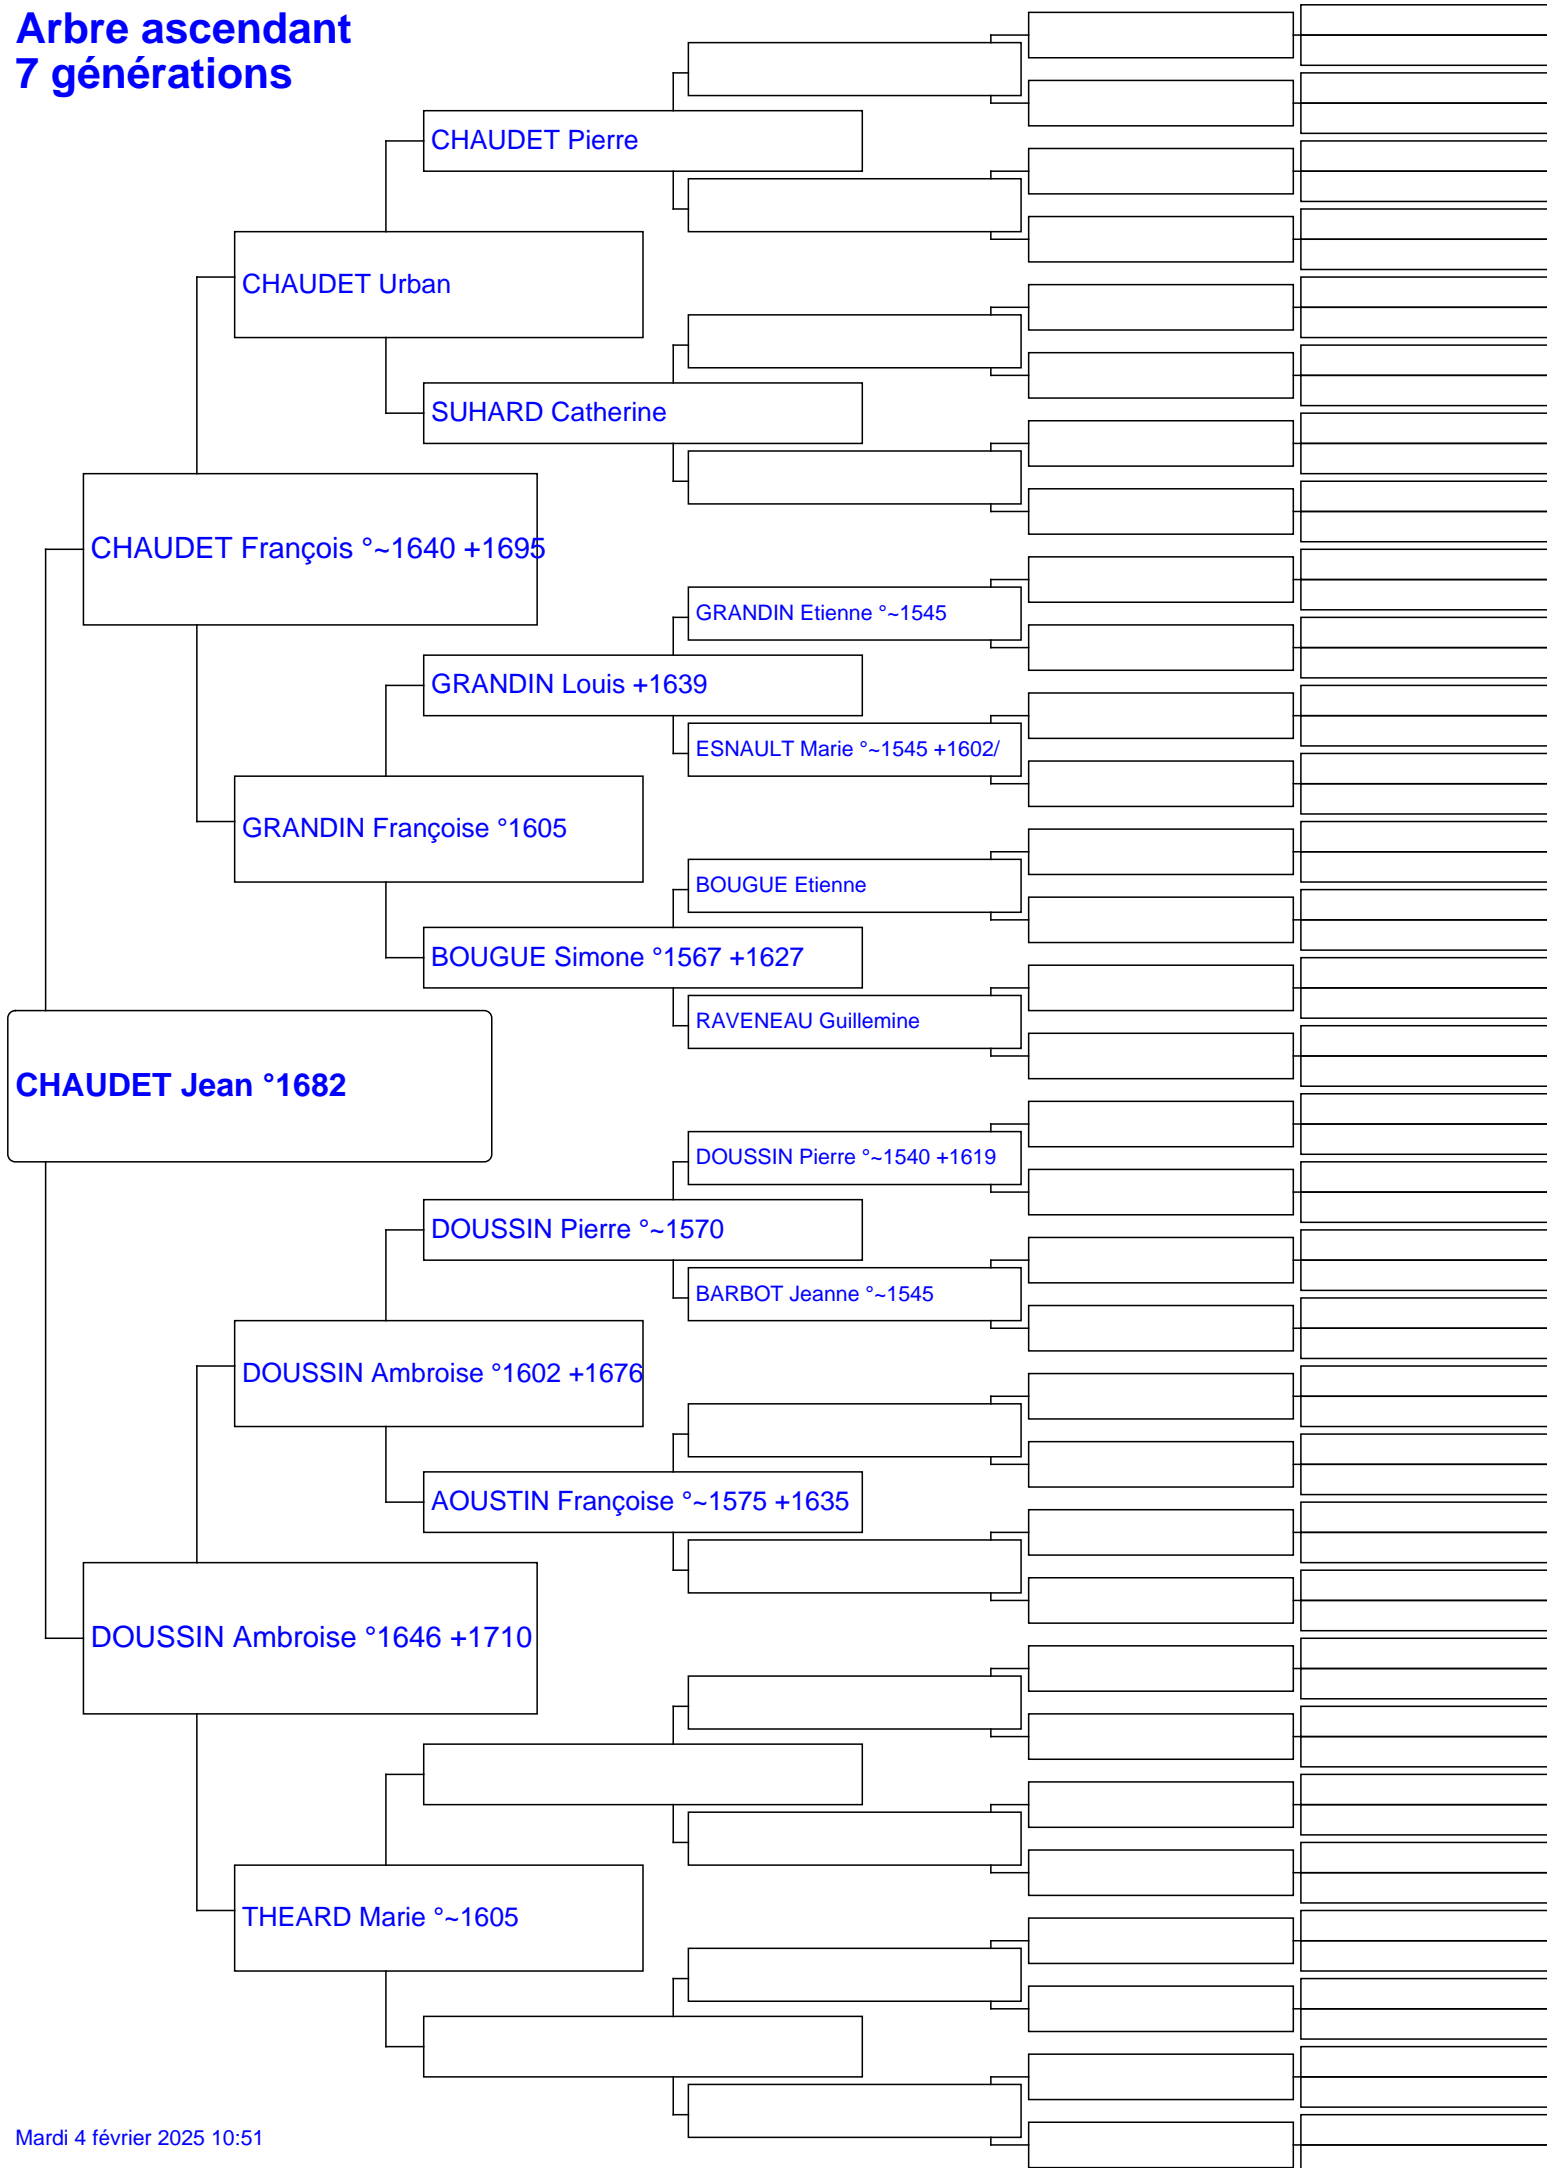 Arbre ascendant
7 générations
CHAUDET Pierre
CHAUDET Urban
SUHARD Catherine
CHAUDET François °~1640 +1695
GRANDIN Etienne °~1545
GRANDIN Louis +1639
ESNAULT Marie °~1545 +1602/
GRANDIN Françoise °1605
BOUGUE Etienne
BOUGUE Simone °1567 +1627
RAVENEAU Guillemine
CHAUDET Jean °1682
DOUSSIN Pierre °~1540 +1619
DOUSSIN Pierre °~1570
BARBOT Jeanne °~1545
DOUSSIN Ambroise °1602 +1676
AOUSTIN Françoise °~1575 +1635
DOUSSIN Ambroise °1646 +1710
THEARD Marie °~1605
Mardi 4 février 2025 10:51